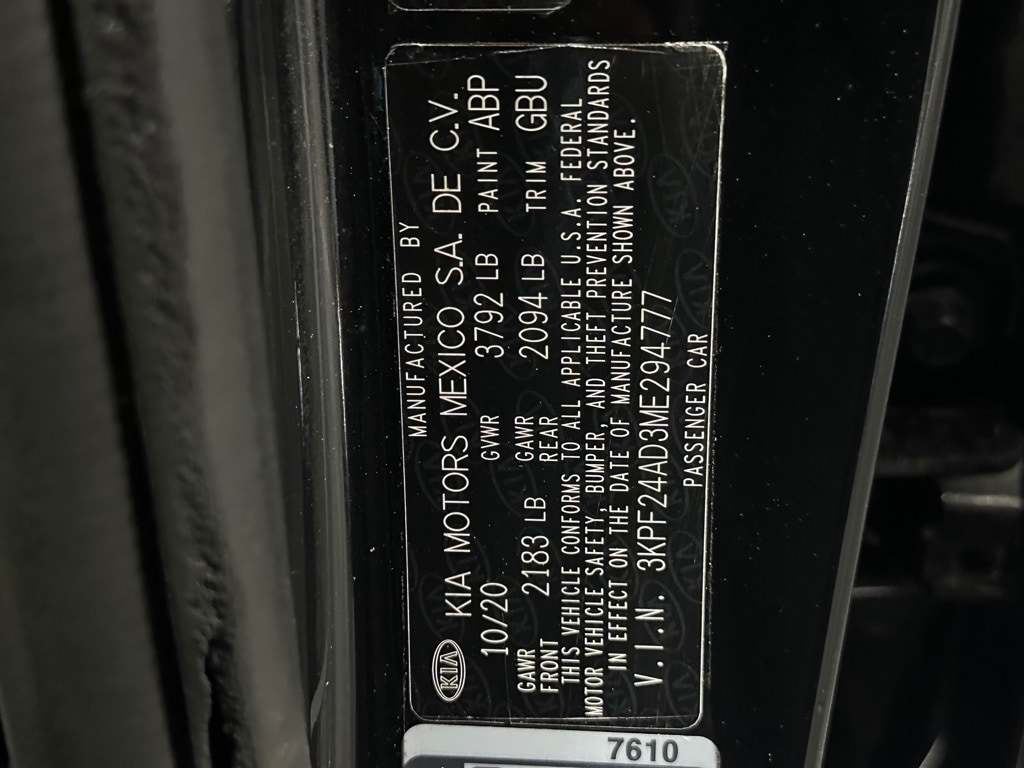 MANUFACTURED BY
KIA KIA MOTORS MEXICO S.A. DE C.V.
10/20 GVWR 3792 LB PAINT ABP
GAWR FRONT 2183 LB GAWR REAR 2094 LB TRIM GBU
THIS VEHICLE CONFORMS TO ALL APPLICABLE U.S.A. FEDERAL
MOTOR VEHICLE SAFETY, BUMPER, AND THEFT PREVENTION STANDARDS
IN EFFECT ON THE DATE OF MANUFACTURE SHOWN ABOVE.
V.I.N. 3KPF24AD3ME294777
PASSENGER CAR
7610